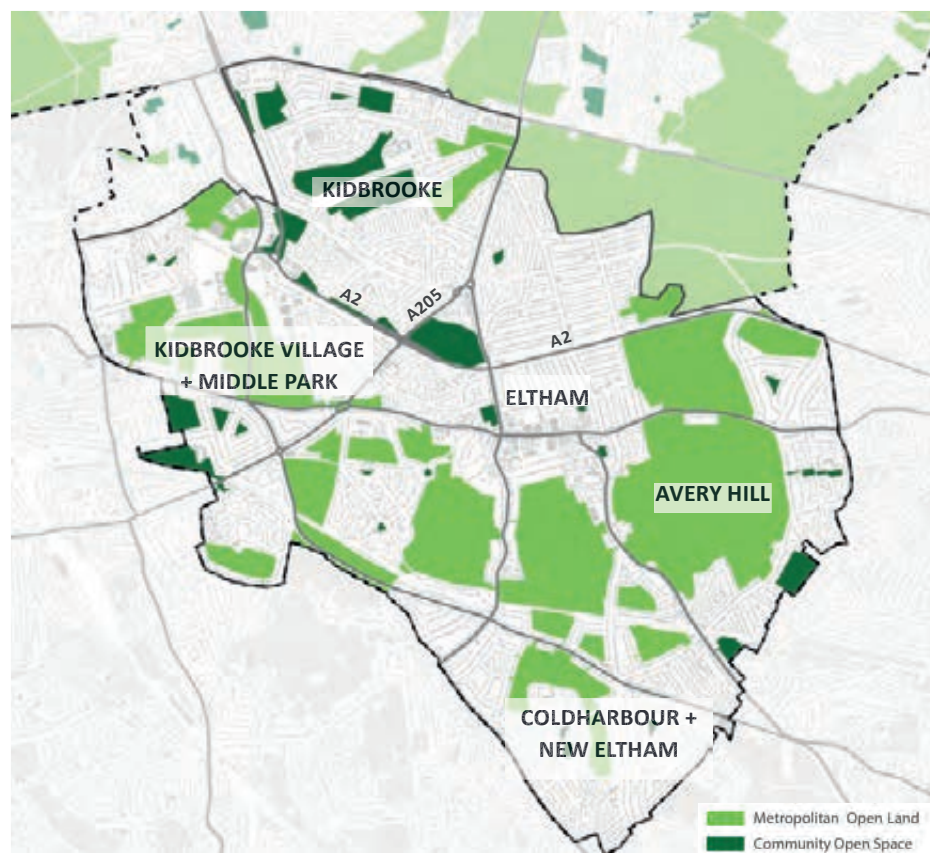 KIDBROOKE
A2
A205
A2
KIDBROOKE VILLAGE
+ MIDDLE PARK
ELTHAM
AVERY HILL
COLDHARBOUR +
NEW ELTHAM
Metropolitan Open Land
Community Open Space